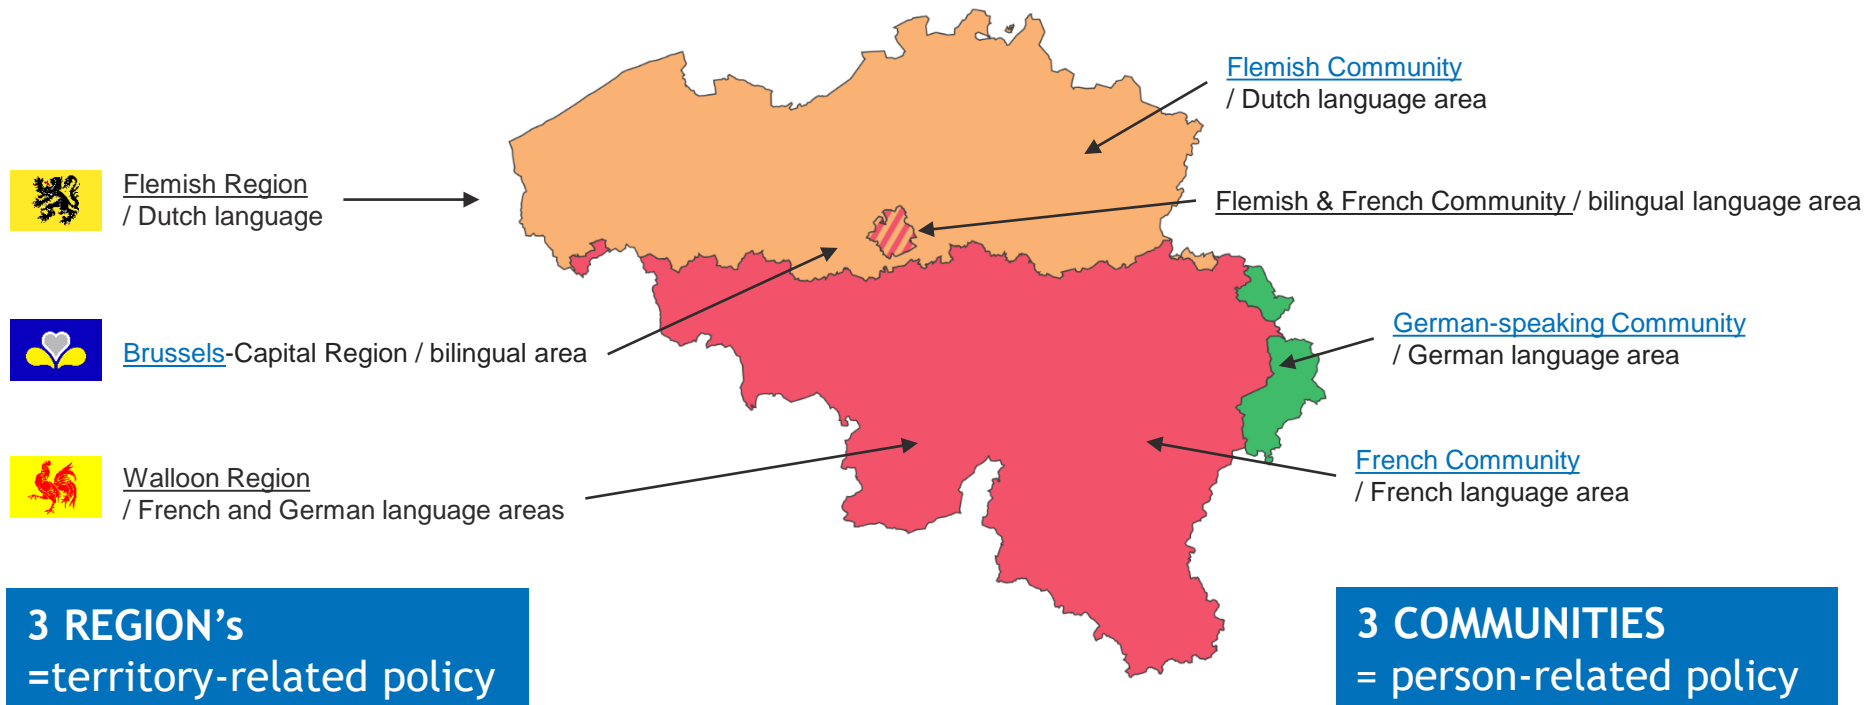 Flemish Region
/ Dutch language
Brussels-Capital Region / bilingual area
Walloon Region
/ French and German language areas
3 REGION’s
=territory-related policy
Flemish Community
/ Dutch language area
Flemish & French Community / bilingual language area
German-speaking Community
/ German language area
French Community
/ French language area
3 COMMUNITIES
= person-related policy